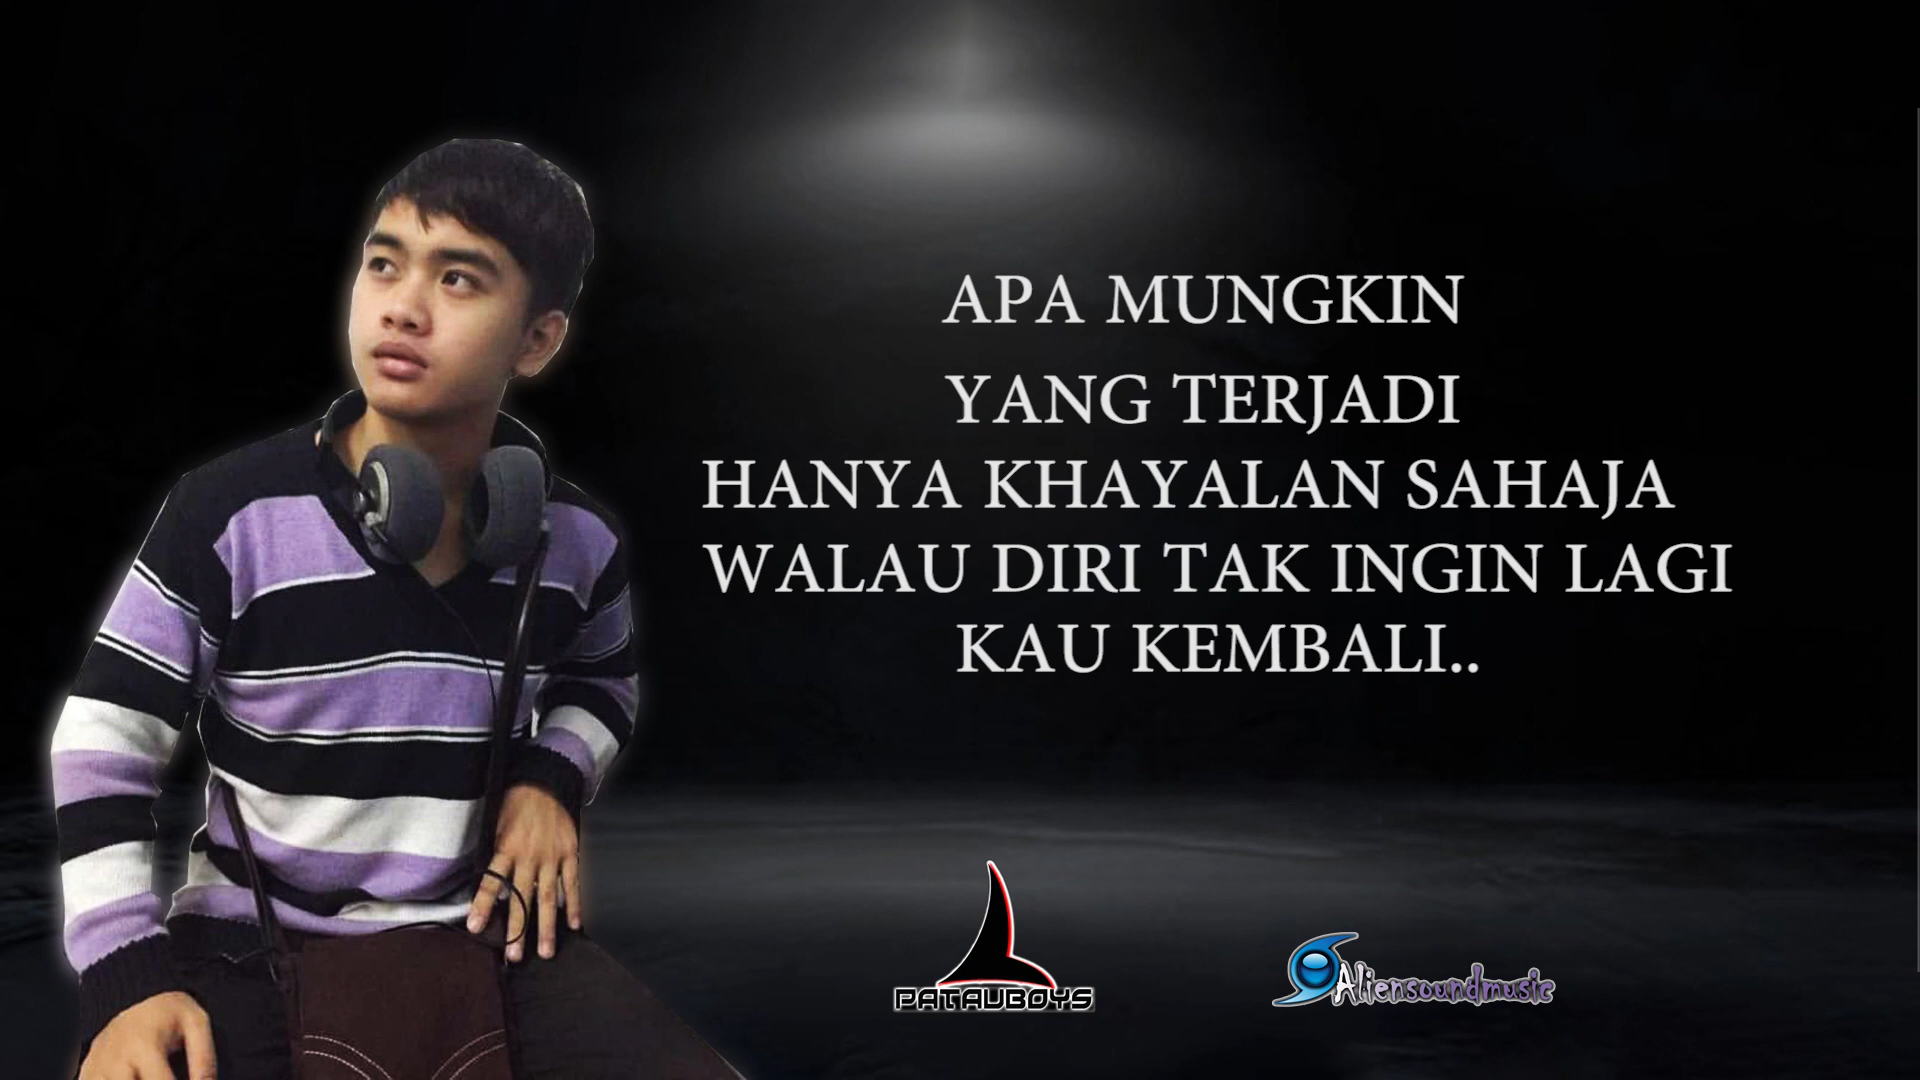 APA MUNGKIN
YANG TERJADI
HANYA KHAYALAN SAHAJA
WALAU DIRI TAK INGIN LAGI
KAU KEMBALI..
PATAUBOYS
Aliensoundmusic